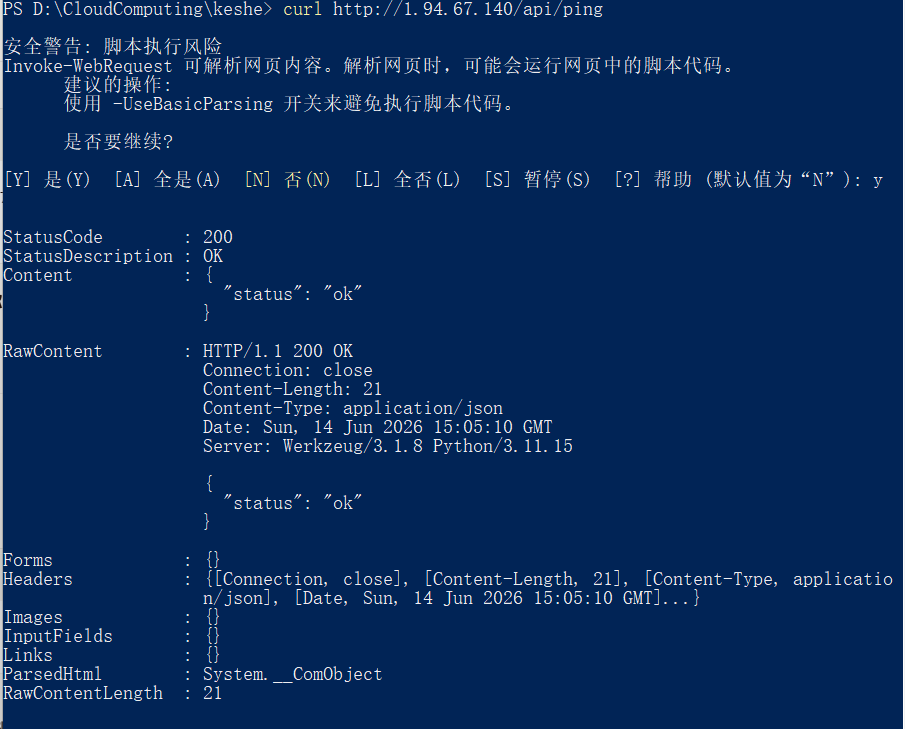 PS D:\CloudComputing\keshe> curl http://1.94.67.140/api/ping
安全警告: 脚本执行风险
Invoke-WebRequest 可解析网页内容。解析网页时，可能会运行网页中的脚本代码。
建议的操作:
使用 -UseBasicParsing 开关来避免执行脚本代码。
是否要继续?
[Y] 是(Y)  [A] 全是(A)  [N] 否(N)  [L] 全否(L)  [S] 暂停(S)  [?] 帮助 (默认值为“N”): y
StatusCode        : 200
StatusDescription : OK
Content           : {
"status": "ok"
}
RawContent        : HTTP/1.1 200 OK
Connection: close
Content-Length: 21
Content-Type: application/json
Date: Sun, 14 Jun 2026 15:05:10 GMT
Server: Werkzeug/3.1.8 Python/3.11.15
{
"status": "ok"
}
Forms             : {}
Headers           : {[Connection, close], [Content-Length, 21], [Content-Type, applicatio
n/json], [Date, Sun, 14 Jun 2026 15:05:10 GMT]...}
Images            : {}
InputFields       : {}
Links             : {}
ParsedHtml        : System.__ComObject
RawContentLength  : 21